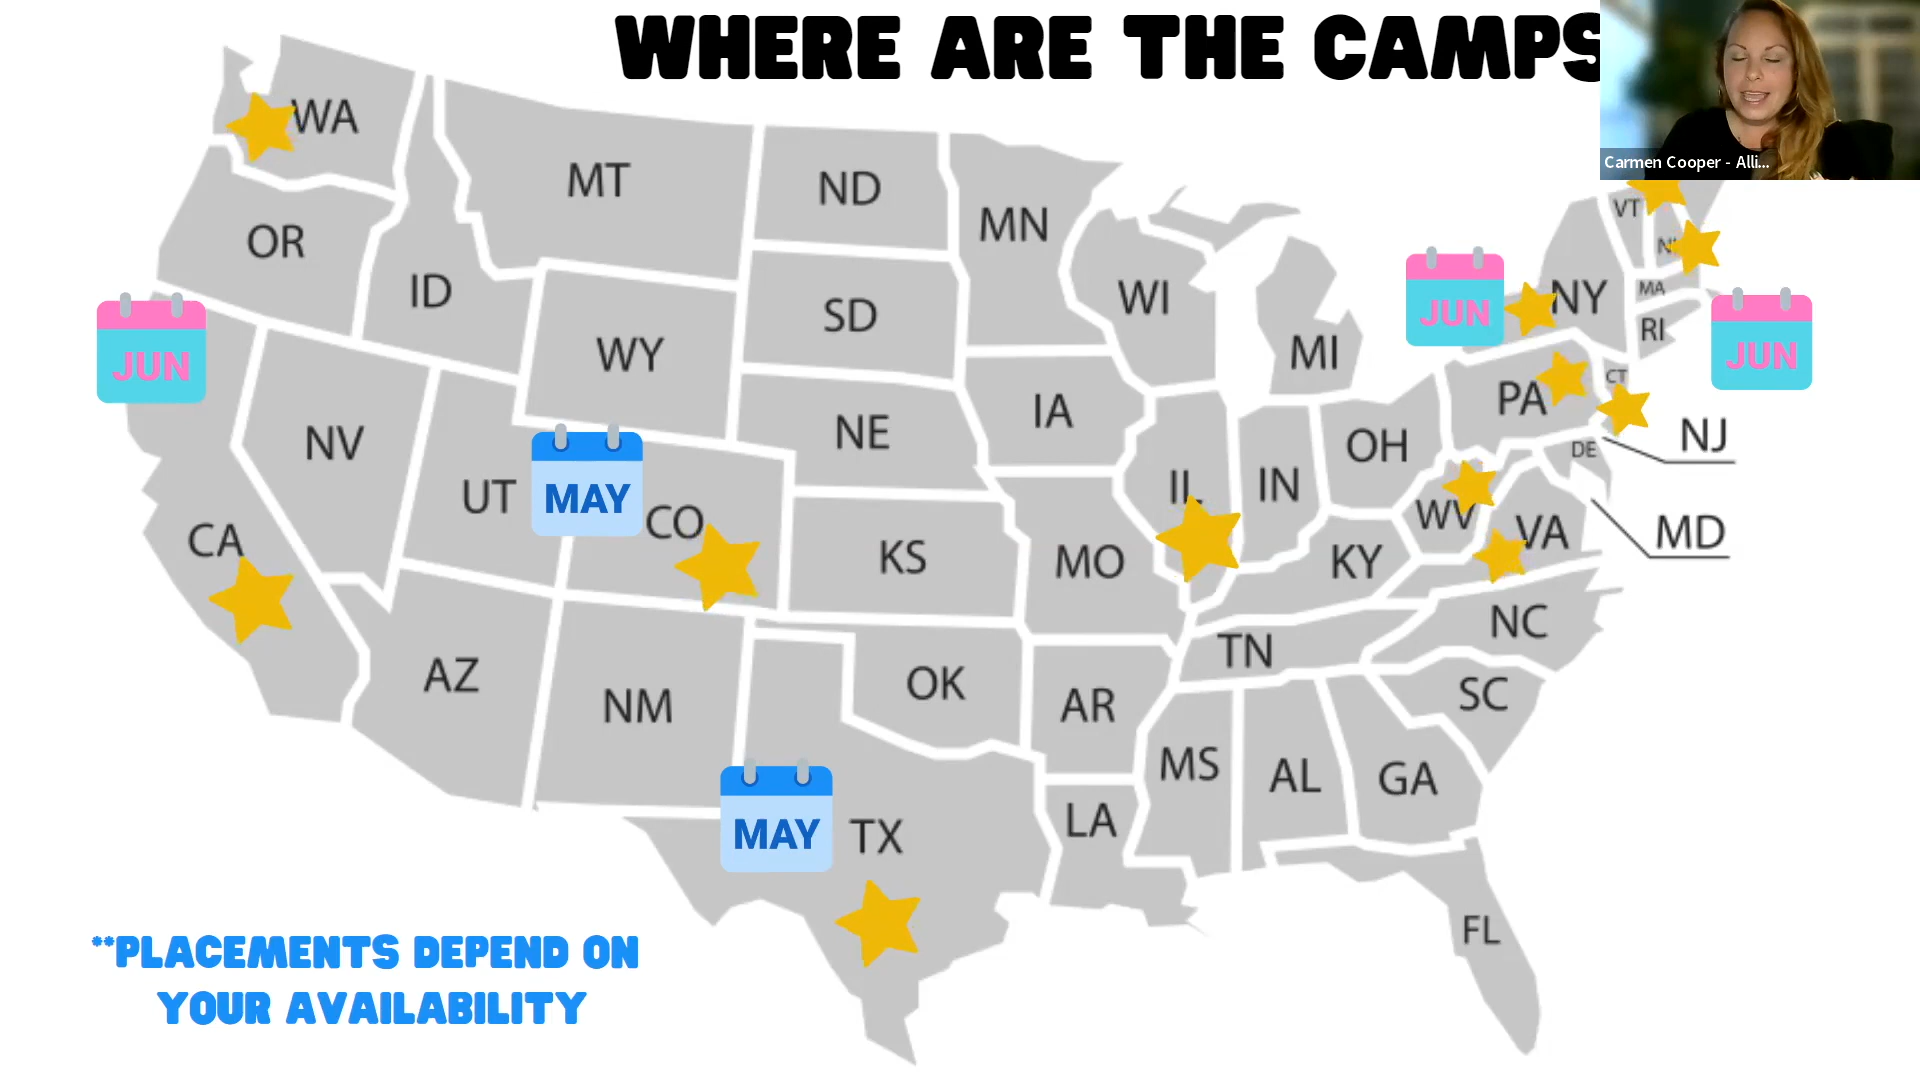 WHERE ARE THE CAMPS
Carmen Cooper - Alli...
WA
MT
ND
MN
VT
OR
ID
SD
WI
NY
MA
JUN
JUN
RI
JUN
WY
MI
CT
PA
IA
NE
NV
OH
NJ
DE
UT
MAY
CO
IL
IN
WV
VA
MD
CA
KS
MO
KY
NC
TN
AZ
NM
OK
AR
SC
MS
AL
GA
LA
MAY
TX
FL
**PLACEMENTS DEPEND ON
YOUR AVAILABILITY